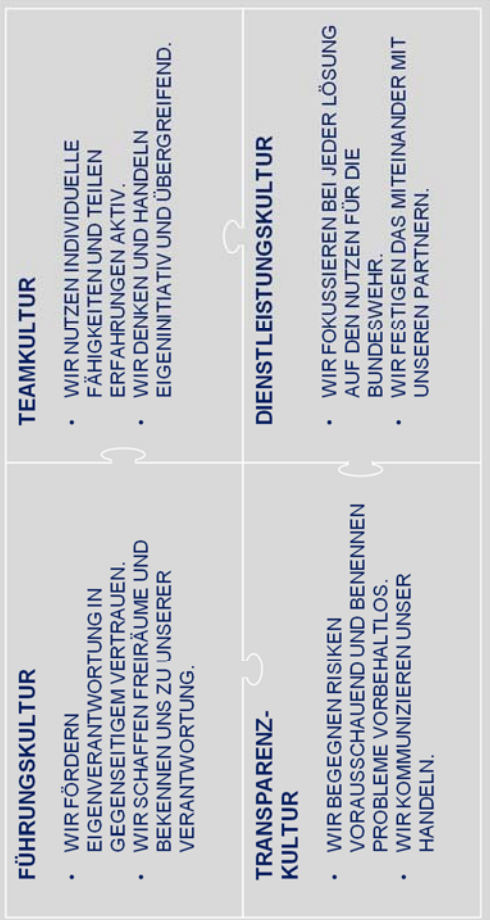 FÜHRUNGSKULTUR
• WIR FÖRDERN
EIGENVERANTWORTUNG IN
GEGENSEITIGEM VERTRAUEN.
• WIR SCHAFFEN FREIRÄUME UND
BEKENNEN UNS ZU UNSERER
VERANTWORTUNG.
TEAMKULTUR
• WIR NUTZEN INDIVIDUELLE
FÄHIGKEITEN UND TEILEN
ERFAHRUNGEN AKTIV.
• WIR DENKEN UND HANDELN
EIGENINITIATIV UND ÜBERGREIFEND.
TRANSPARENZ-
KULTUR
• WIR BEGEGNEN RISIKEN
VORAUSSCHAUEND UND BENENNEN
PROBLEME VORBEHALTLOS.
• WIR KOMMUNIZIEREN UNSER
HANDELN.
DIENSTLEISTUNGSKULTUR
• WIR FOKUSSIEREN BEI JEDER LÖSUNG
AUF DEN NUTZEN FÜR DIE
BUNDESWEHR.
• WIR FESTIGEN DAS MITEINANDER MIT
UNSEREN PARTNERN.